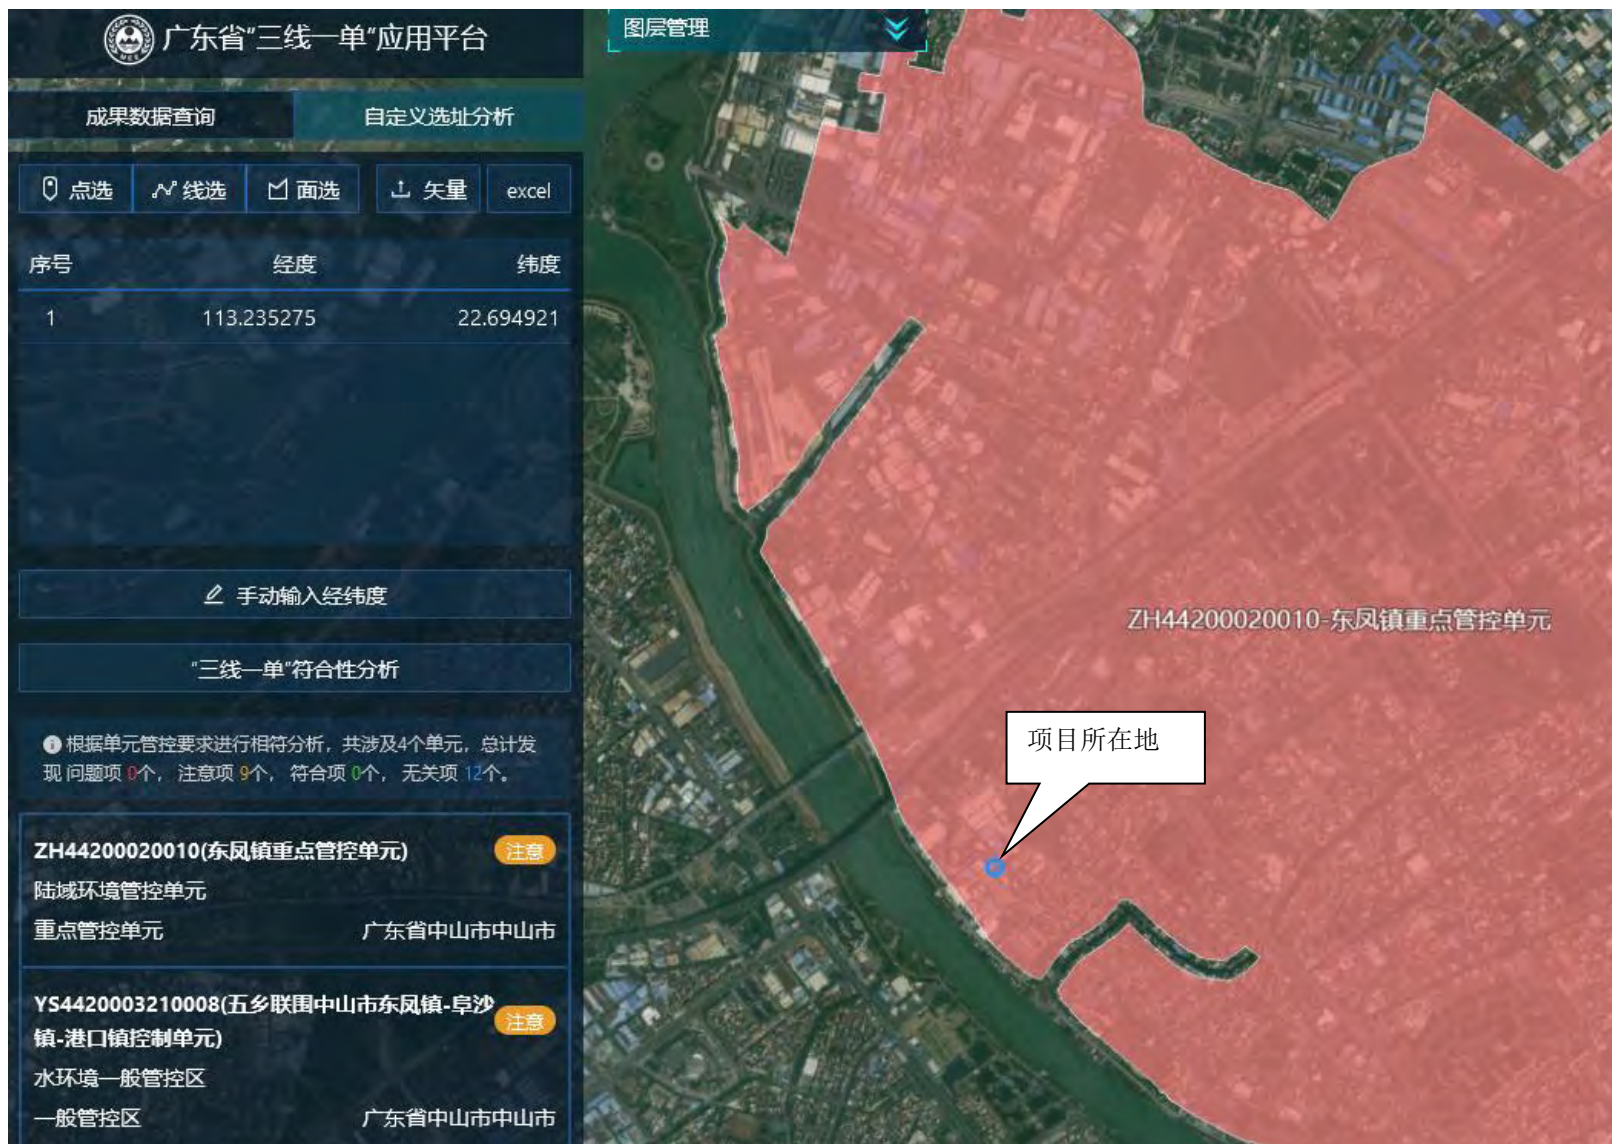 广东省"三线一单"应用平台
图层管理
成果数据查询
自定义选址分析
点选
线选
面选
矢量
excel
序号 经度 纬度
1 113.235275 22.694921
手动输入经纬度
"三线一单"符合性分析
根据单元管控要求进行相符分析，共涉及4个单元，总计发
现 问题项 0个，注意项 9个，符合项 0个，无关项 12个。
ZH44200020010(东凤镇重点管控单元)
注意
陆域环境管控单元
重点管控单元 广东省中山市中山市
YS4420003210008(五乡联围中山市东凤镇-阜沙
镇-港口镇控制单元)
注意
水环境一般管控区
一般管控区 广东省中山市中山市
ZH44200020010-东凤镇重点管控单元
项目所在地